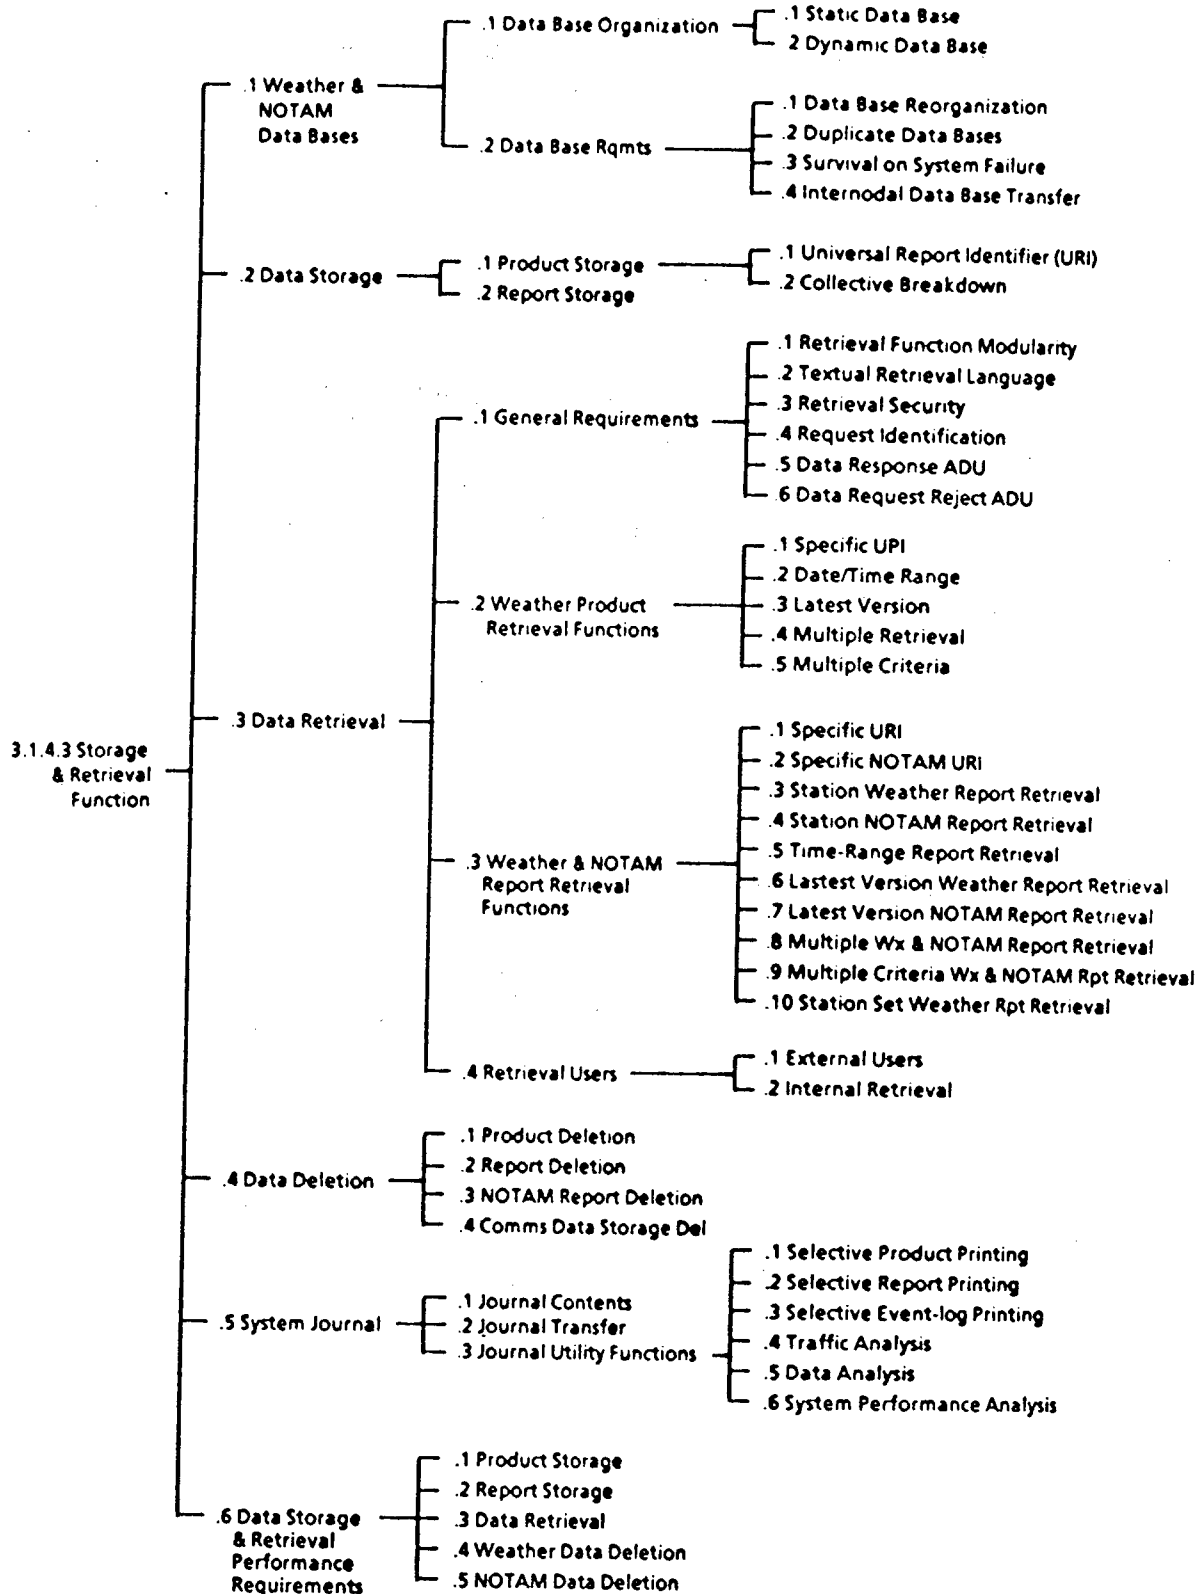 .1 Data Base Organization
.1 Static Data Base
.2 Dynamic Data Base
.1 Weather &
NOTAM
Data Bases
.2 Data Base Rqmts
.1 Data Base Reorganization
.2 Duplicate Data Bases
.3 Survival on System Failure
.4 Internodal Data Base Transfer
.2 Data Storage
.1 Product Storage
.2 Report Storage
.1 Universal Report Identifier (URI)
.2 Collective Breakdown
.1 General Requirements
.1 Retrieval Function Modularity
.2 Textual Retrieval Language
.3 Retrieval Security
.4 Request Identification
.5 Data Response ADU
.6 Data Request Reject ADU
.2 Weather Product
Retrieval Functions
.1 Specific UPI
.2 Date/Time Range
.3 Latest Version
.4 Multiple Retrieval
.5 Multiple Criteria
3.1.4.3 Storage
& Retrieval
Function
.3 Data Retrieval
.3 Weather & NOTAM
Report Retrieval
Functions
.1 Specific URI
.2 Specific NOTAM URI
.3 Station Weather Report Retrieval
.4 Station NOTAM Report Retrieval
.5 Time-Range Report Retrieval
.6 Lastest Version Weather Report Retrieval
.7 Latest Version NOTAM Report Retrieval
.8 Multiple Wx & NOTAM Report Retrieval
.9 Multiple Criteria Wx & NOTAM Rpt Retrieval
.10 Station Set Weather Rpt Retrieval
.4 Retrieval Users
.1 External Users
.2 Internal Retrieval
.4 Data Deletion
.1 Product Deletion
.2 Report Deletion
.3 NOTAM Report Deletion
.4 Comms Data Storage Del
.5 System Journal
.1 Journal Contents
.2 Journal Transfer
.3 Journal Utility Functions
.1 Selective Product Printing
.2 Selective Report Printing
.3 Selective Event-log Printing
.4 Traffic Analysis
.5 Data Analysis
.6 System Performance Analysis
.6 Data Storage
& Retrieval
Performance
Requirements
.1 Product Storage
.2 Report Storage
.3 Data Retrieval
.4 Weather Data Deletion
.5 NOTAM Data Deletion